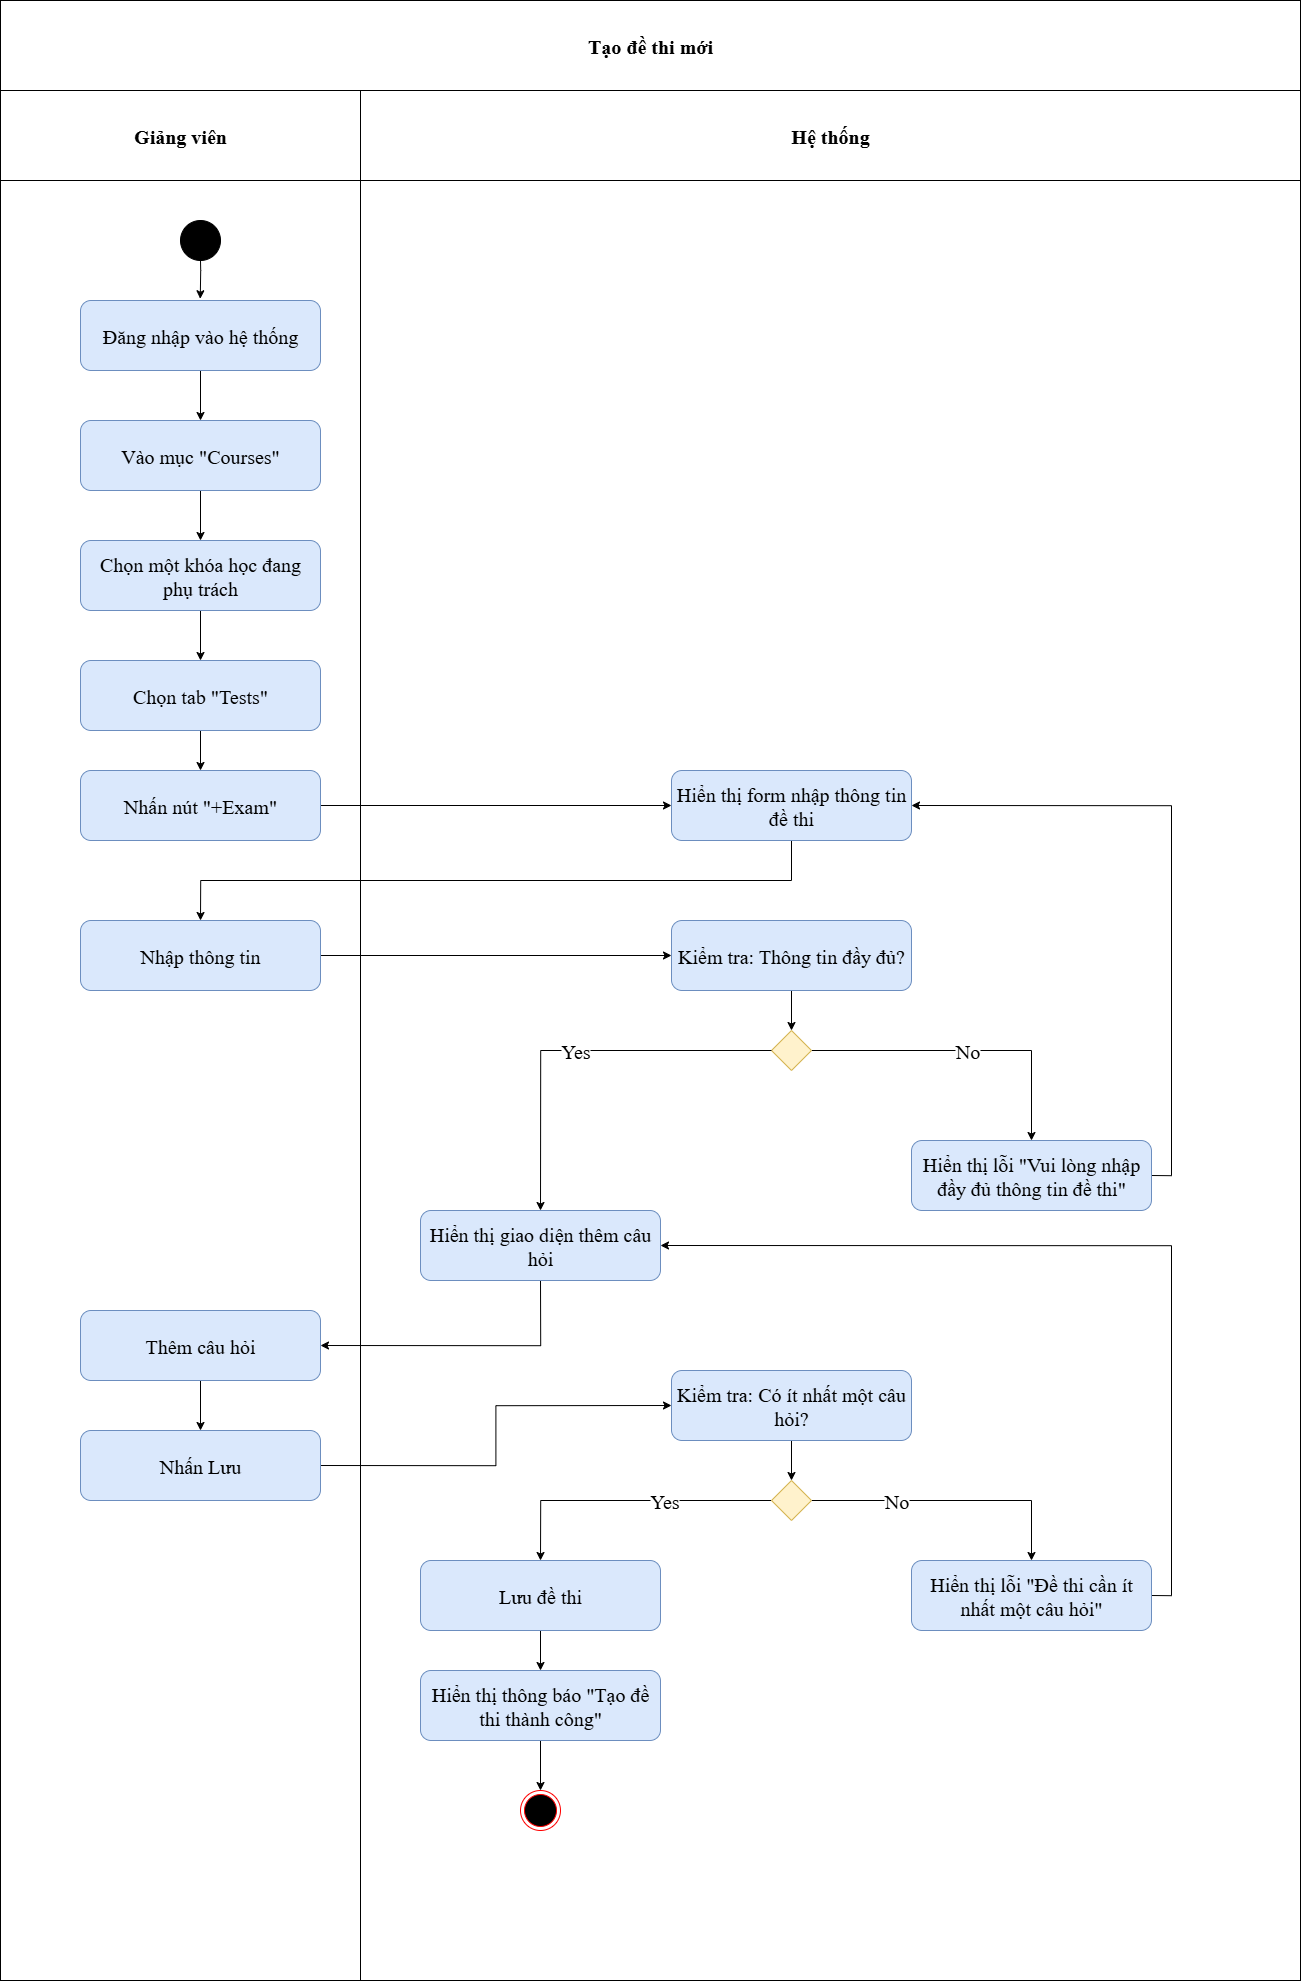 Tạo đề thi mới
Giảng viên
Hệ thống
Đăng nhập vào hệ thống
Vào mục "Courses"
Chọn một khóa học đang
phụ trách
Chọn tab "Tests"
Nhấn nút "+Exam"
Hiển thị form nhập thông tin
đề thi
Nhập thông tin
Kiểm tra: Thông tin đầy đủ?
Yes
No
Hiển thị lỗi "Vui lòng nhập
đầy đủ thông tin đề thi"
Hiển thị giao diện thêm câu
hỏi
Thêm câu hỏi
Kiểm tra: Có ít nhất một câu
hỏi?
Nhấn Lưu
Yes
No
Lưu đề thi
Hiển thị lỗi "Đề thi cần ít
nhất một câu hỏi"
Hiển thị thông báo "Tạo đề
thi thành công"